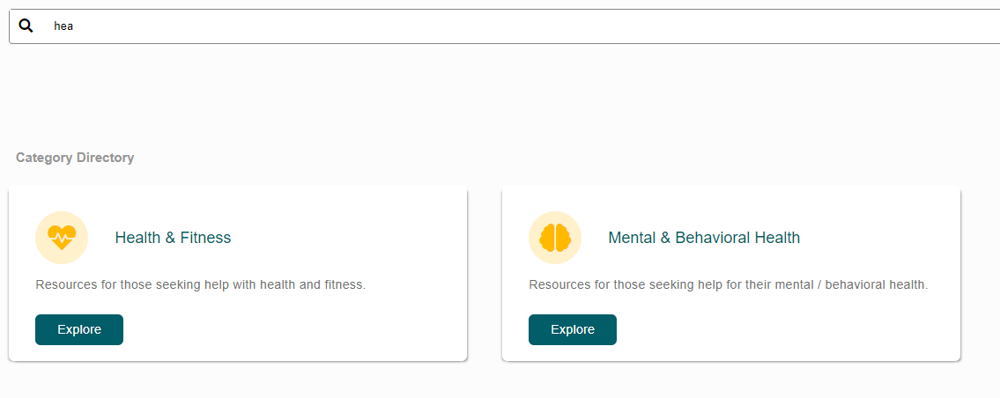 hea
Category Directory
Health & Fitness
Resources for those seeking help with health and fitness.
Explore
Mental & Behavioral Health
Resources for those seeking help for their mental / behavioral health.
Explore